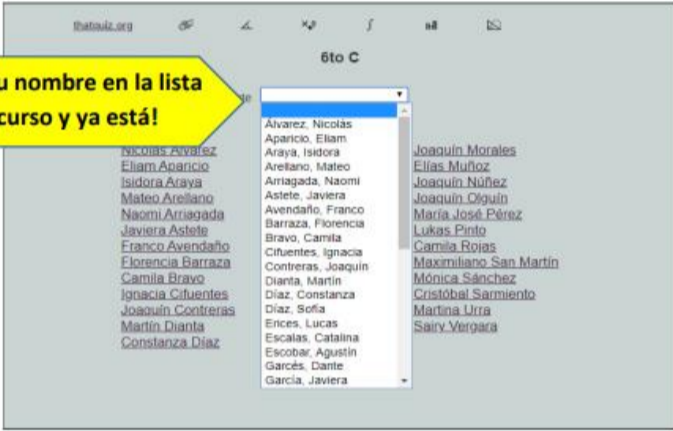 thatquiz.org
6to C
u nombre en la lista
curso y ya está!
Álvarez, Nicolás
Aparicio, Eliam
Araya, Isidora
Arellano, Mateo
Arriagada, Naomi
Astete, Javiera
Avendaño, Franco
Barraza, Florencia
Bravo, Camila
Cifuentes, Ignacia
Contreras, Joaquín
Dianta, Martín
Díaz, Constanza
Díaz, Sofía
Erices, Lucas
Escalas, Catalina
Escobar, Agustín
Garcés, Dante
García, Javiera
Nicolás Álvarez
Eliam Aparicio
Isidora Araya
Mateo Arellano
Naomi Arriagada
Javiera Astete
Franco Avendaño
Florencia Barraza
Camila Bravo
Ignacia Cifuentes
Joaquín Contreras
Martín Dianta
Constanza Díaz
Joaquín Morales
Elías Muñoz
Joaquín Núñez
Joaquín Olguín
María José Pérez
Lukas Pinto
Camila Rojas
Maximiliano San Martín
Mónica Sánchez
Cristóbal Sarmiento
Martina Urra
Sairy Vergara